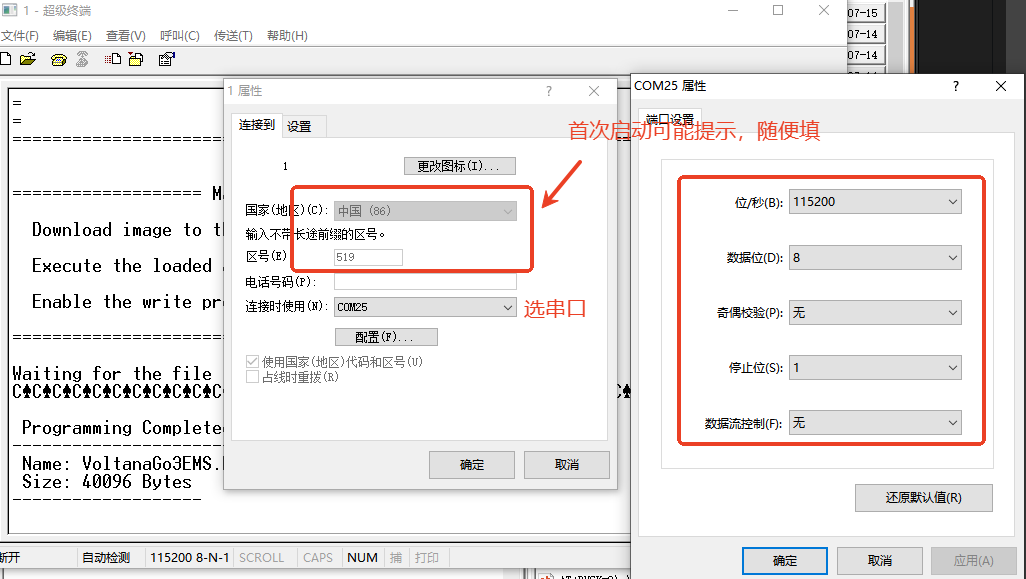 1 - 超级终端
文件(F) 编辑(E) 查看(V) 呼叫(C) 传送(T) 帮助(H)
07-15
07-14
07-14
=
=
==================
================== M
Download image to t
Execute the loaded
Enable the write pr
==================
Waiting for the file
C♠C♠C♠C♠C♠C♠C♠C♠C♠C♠C
C♠
Programming Complete
--------------------
Name: VoltanaGo3EMS.
Size: 40096 Bytes
-------------------
断开 自动检测 115200 8-N-1 SCROLL CAPS NUM 捕 打印
1 属性
连接到 设置
1 更改图标(I)...
国家(地区)(C): 中国 (86)
输入不带长途前缀的区号。
区号(E) 519
电话号码(P):
连接时使用(N): COM25
选串口
配置(F)...
使用国家(地区)代码和区号(U)
占线时重拨(R)
确定 取消
首次启动可能提示，随便填
COM25 属性
端口设置
位/秒(B): 115200
数据位(D): 8
奇偶校验(P): 无
停止位(S): 1
数据流控制(F): 无
还原默认值(R)
确定 取消 应用(A)